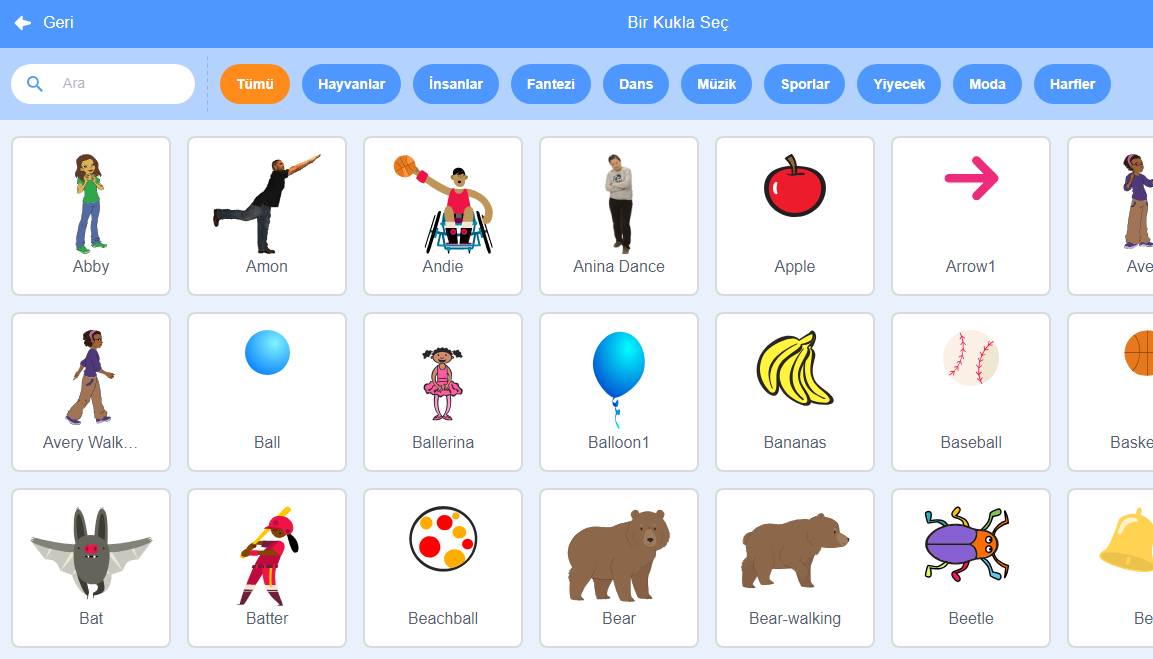 Geri
Bir Kukla Seç
Ara
Tümü
Hayvanlar
İnsanlar
Fantezi
Dans
Müzik
Sporlar
Yiyecek
Moda
Harfler
Abby
Amon
Andie
Anina Dance
Apple
Arrow1
Ave
Avery Walk…
Ball
Ballerina
Balloon1
Bananas
Baseball
Baske
Bat
Batter
Beachball
Bear
Bear-walking
Beetle
Be